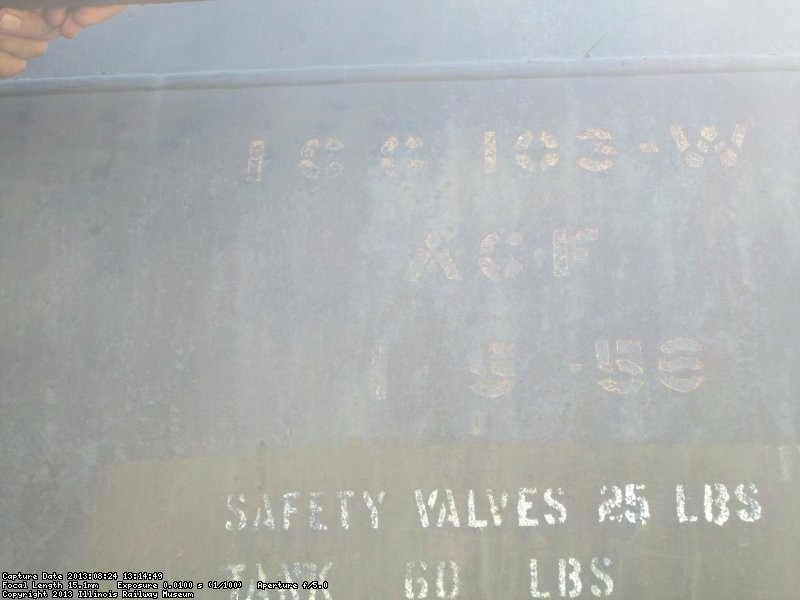 ICC 103-W
ACF
1 5 -56
SAFETY VALVES 25 LBS
TANK 60 LBS
Capture Date 2013:08:24 13:14:49
Focal Length 15.1mm Exposure 0.0100 s (1/100) Aperture f/5.0
Copyright 2013 Illinois Railway Museum